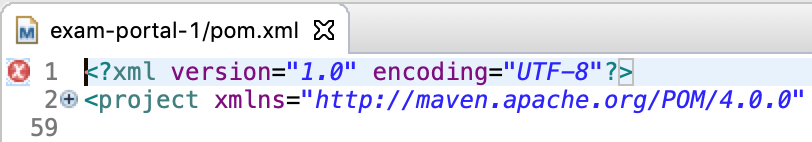 exam-portal-1/pom.xml
1 <?xml version="1.0" encoding="UTF-8"?>
2 <project xmlns="http://maven.apache.org/POM/4.0.0"
59